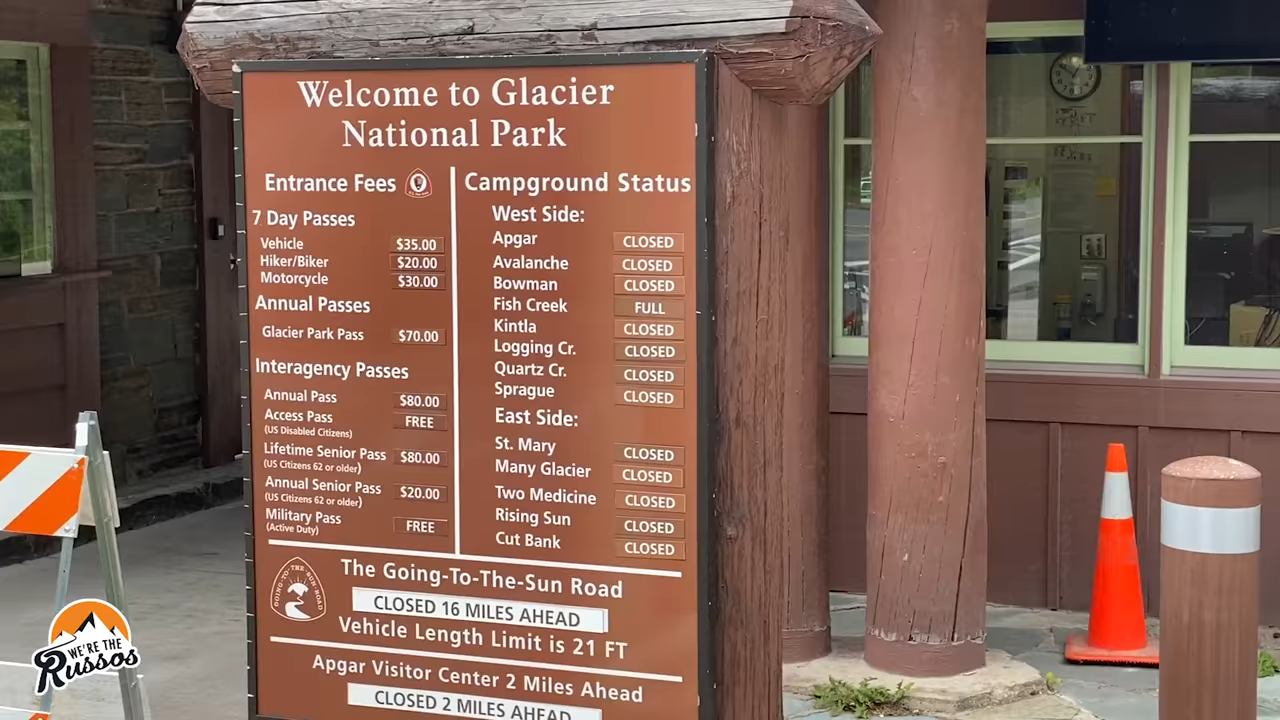 Welcome to Glacier
National Park
Entrance Fees
7 Day Passes
Vehicle $35.00
Hiker/Biker $20.00
Motorcycle $30.00
Annual Passes
Glacier Park Pass $70.00
Interagency Passes
Annual Pass $80.00
Access Pass FREE
(US Disabled Citizens)
Lifetime Senior Pass $80.00
(US Citizens 62 or older)
Annual Senior Pass $20.00
(US Citizens 62 or older)
Military Pass FREE
(Active Duty)
Campground Status
West Side:
Apgar CLOSED
Avalanche CLOSED
Bowman CLOSED
Fish Creek FULL
Kintla CLOSED
Logging Cr. CLOSED
Quartz Cr. CLOSED
Sprague CLOSED
East Side:
St. Mary CLOSED
Many Glacier CLOSED
Two Medicine CLOSED
Rising Sun CLOSED
Cut Bank CLOSED
GOING-TO-THE-SUN-ROAD
The Going-To-The-Sun Road
CLOSED 16 MILES AHEAD
Vehicle Length Limit is 21 FT
Apgar Visitor Center 2 Miles Ahead
CLOSED 2 MILES AHEAD
WE'RE THE
Russos